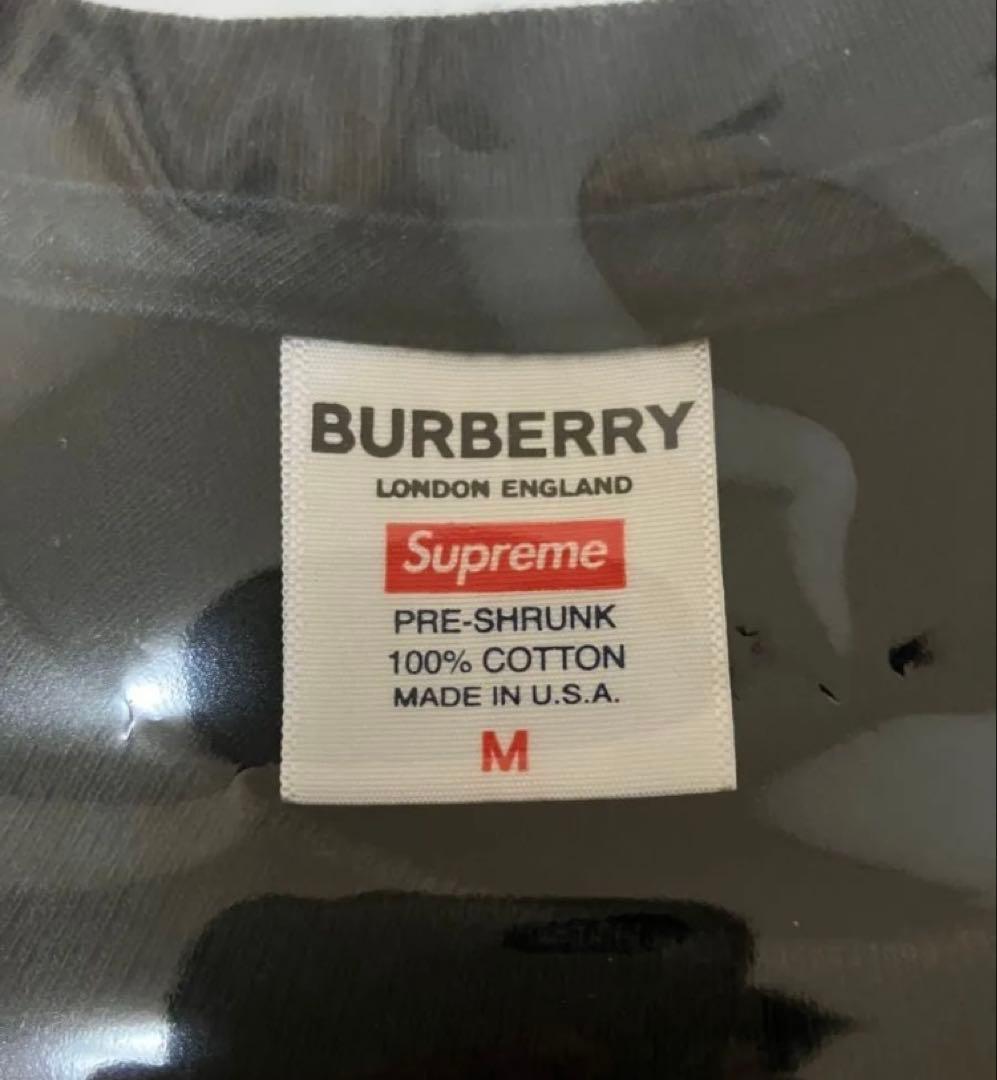 BURBERRY
LONDON ENGLAND
Supreme
PRE-SHRUNK
100% COTTON
MADE IN U.S.A.
M